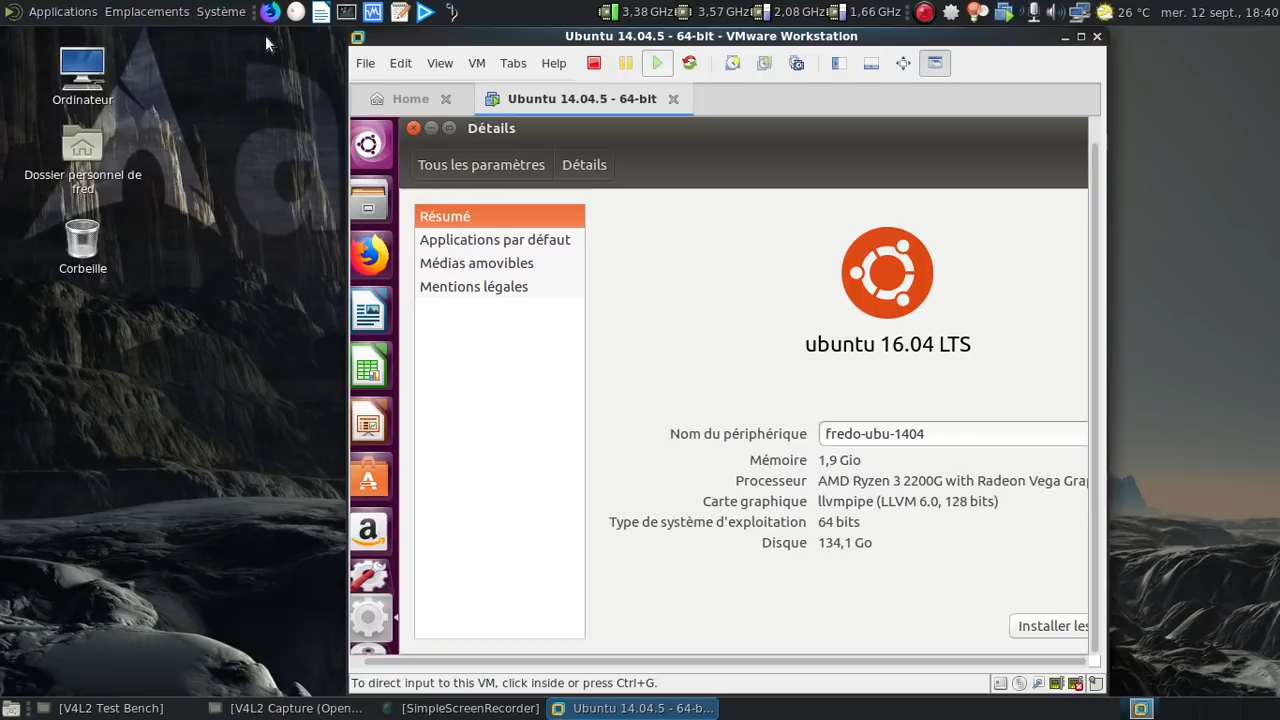 Applications Emplacements Système 3,38 GHz 3,57 GHz 2,08 GHz 1,66 GHz 26 °C mer. 12 sept., 18:40
Ubuntu 14.04.5 - 64-bit - VMware Workstation
File Edit View VM Tabs Help
Home Ubuntu 14.04.5 - 64-bit
Ordinateur
Dossier personnel de
fred
Corbeille
Détails
Tous les paramètres Détails
Résumé
Applications par défaut
Médias amovibles
Mentions légales
ubuntu 16.04 LTS
Nom du périphérique fredo-ubu-1404
Mémoire 1,9 Gio
Processeur AMD Ryzen 3 2200G with Radeon Vega Gra
Carte graphique llvmpipe (LLVM 6.0, 128 bits)
Type de système d'exploitation 64 bits
Disque 134,1 Go
Installer les
To direct input to this VM, click inside or press Ctrl+G.
[V4L2 Test Bench] [V4L2 Capture (Open... [SimpleScreenRecorder] Ubuntu 14.04.5 - 64-b...